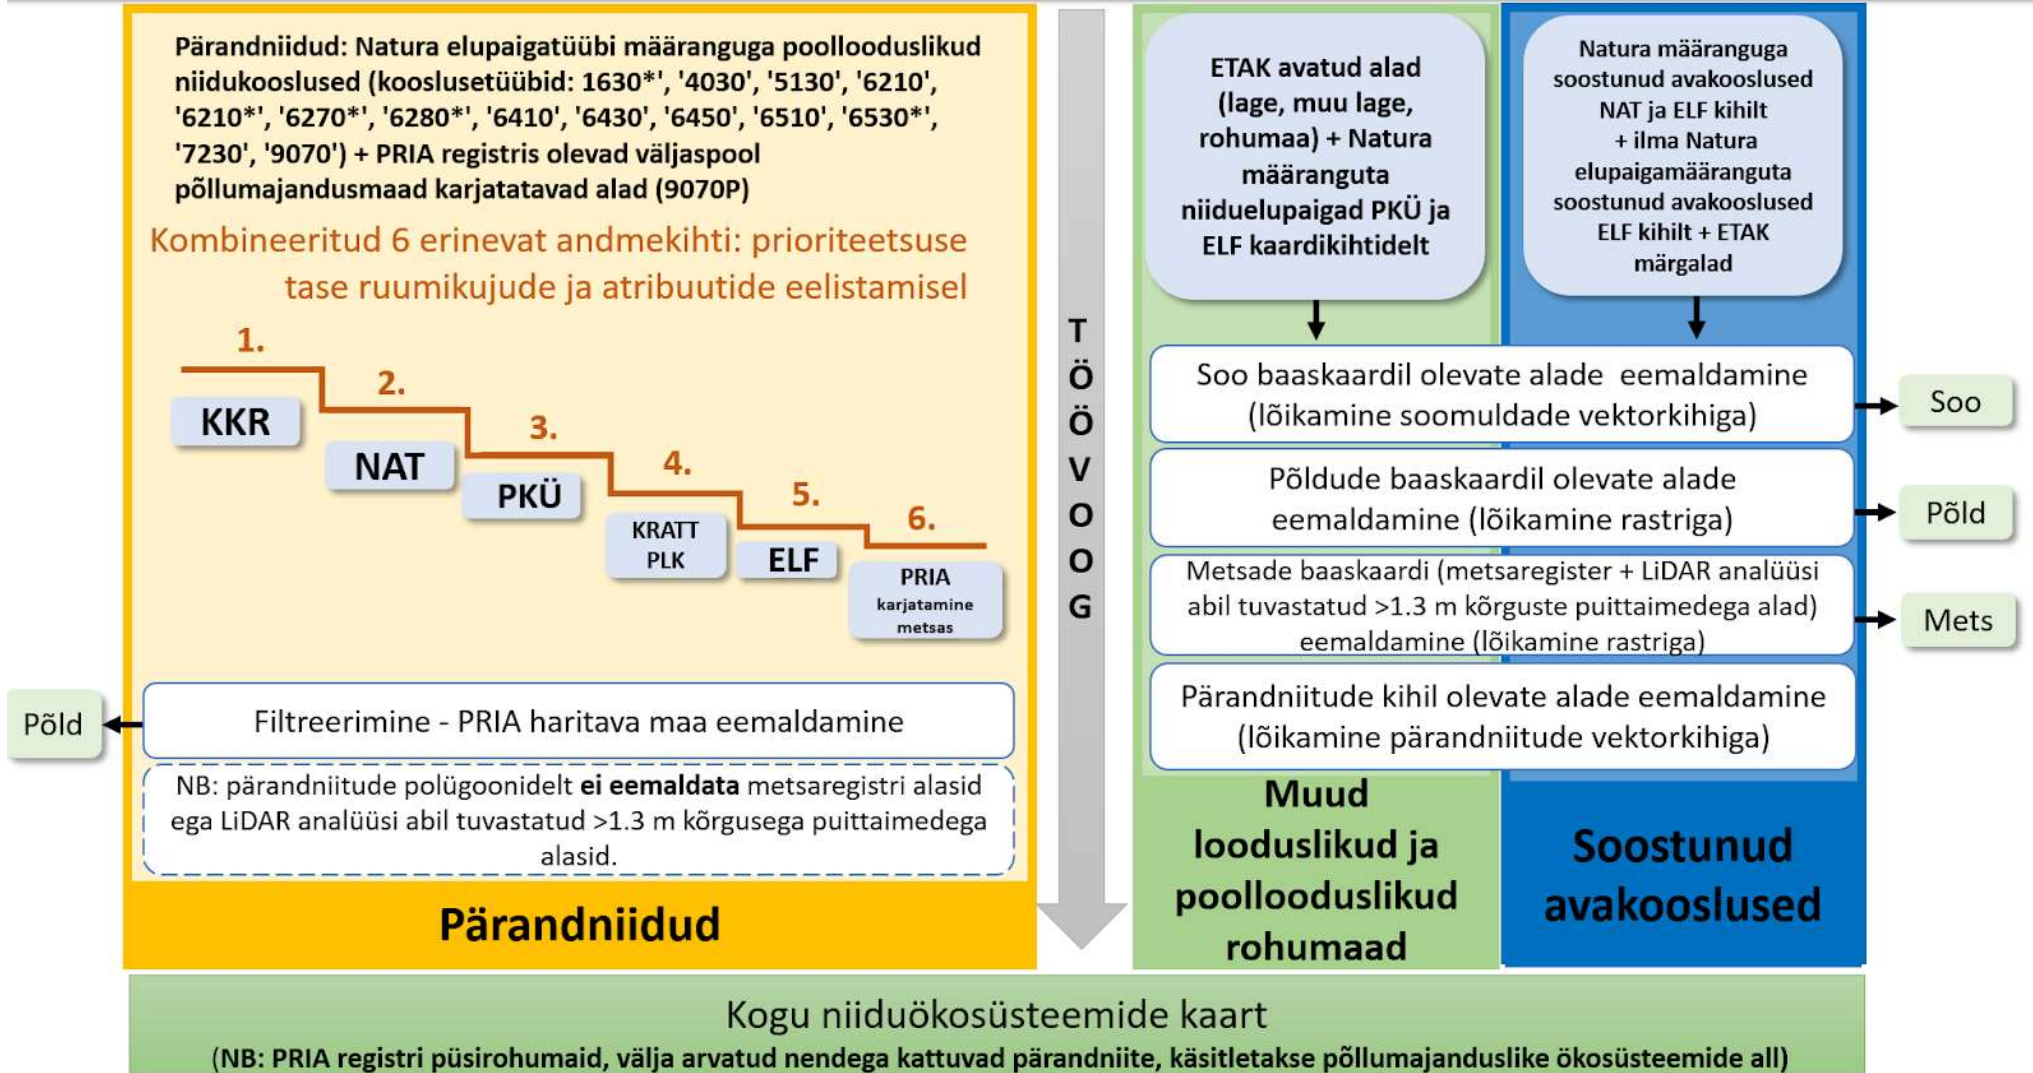 Pärandniidud: Natura elupaigatüübi määranguga poollooduslikud
niidukooslused (kooslusetüübid: 1630*', '4030', '5130', '6210',
'6210*', '6270*', '6280*', '6410', '6430', '6450', '6510', '6530*',
'7230', '9070') + PRIA registris olevad väljaspool
põllumajandusmaad karjatatavad alad (9070P)
Kombineeritud 6 erinevat andmekihti: prioriteetsuse
tase ruumikujude ja atribuutide eelistamisel
1.
KKR
2.
NAT
3.
PKÜ
4.
KRATT
PLK
5.
ELF
6.
PRIA
karjatamine
metsas
Põld
Filtreerimine - PRIA haritava maa eemaldamine
NB: pärandniitude polügoonidelt ei eemaldata metsaregistri alasid
ega LiDAR analüüsi abil tuvastatud >1.3 m kõrgusega puittaimedega
alasid.
Pärandniidud
T
Ö
Ö
V
O
O
G
ETAK avatud alad
(lage, muu lage,
rohumaa) + Natura
määranguta
niiduelupaigad PKÜ ja
ELF kaardikihtidelt
Natura määranguga
soostunud avakooslused
NAT ja ELF kihilt
+ ilma Natura
elupaigamääranguta
soostunud avakooslused
ELF kihilt + ETAK
märgalad
Soo baaskaardil olevate alade eemaldamine
(lõikamine soomuldade vektorkihiga)
Soo
Põldude baaskaardil olevate alade
eemaldamine (lõikamine rastriga)
Põld
Metsade baaskaardi (metsaregister + LiDAR analüüsi
abil tuvastatud >1.3 m kõrguste puittaimedega alad)
eemaldamine (lõikamine rastriga)
Mets
Pärandniitude kihil olevate alade eemaldamine
(lõikamine pärandniitude vektorkihiga)
Muud
looduslikud ja
poollooduslikud
rohumaad
Soostunud
avakooslused
Kogu niiduökosüsteemide kaart
(NB: PRIA registri püsirohumaid, välja arvatud nendega kattuvad pärandniite, käsitletakse põllumajanduslike ökosüsteemide all)